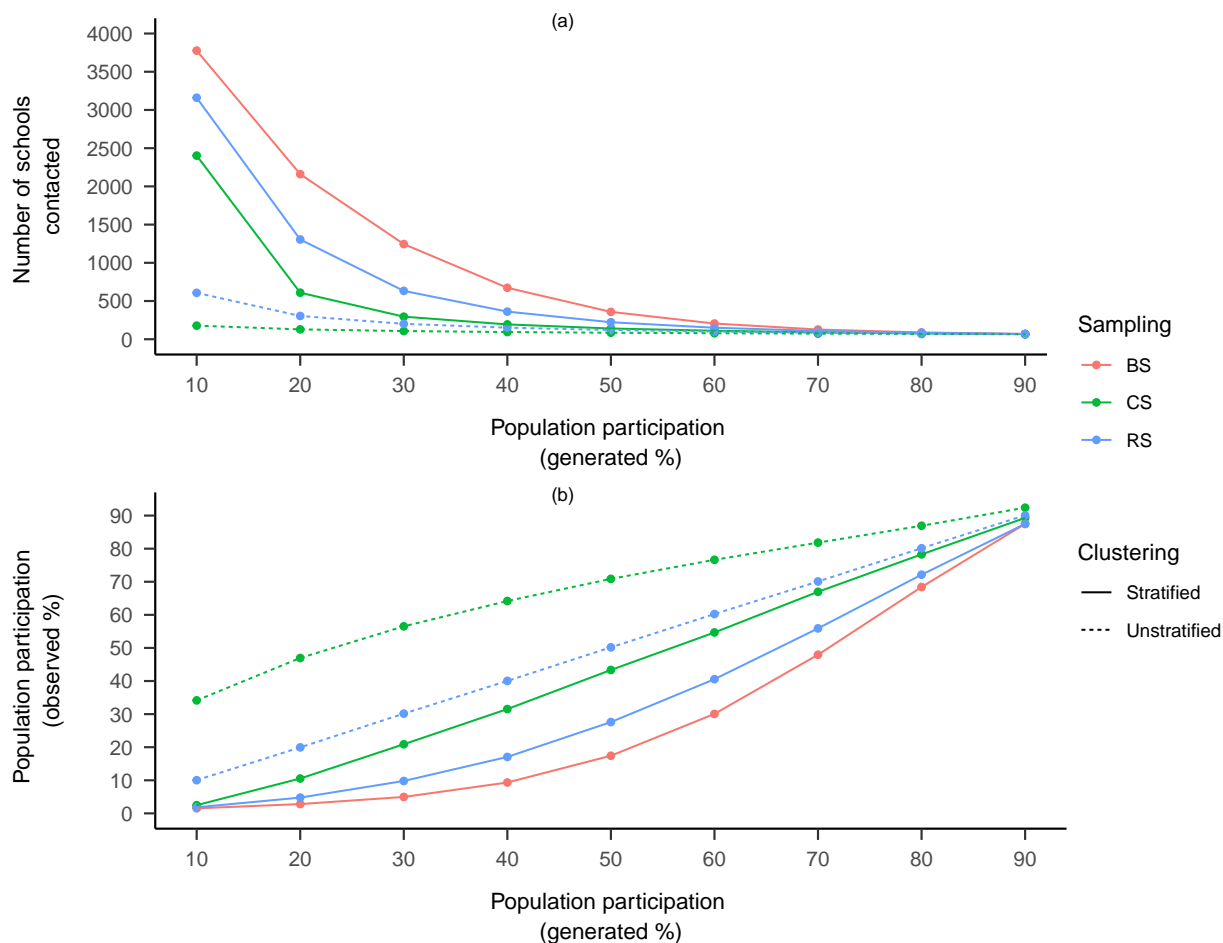 (a)
4000
3500
3000
2500
2000
1500
1000
500
0
Number of schools
contacted
10 20 30 40 50 60 70 80 90
Population participation
(generated %)
Sampling
BS
CS
RS
(b)
90
80
70
60
50
40
30
20
10
0
Population participation
(observed %)
10 20 30 40 50 60 70 80 90
Population participation
(generated %)
Clustering
Stratified
Unstratified